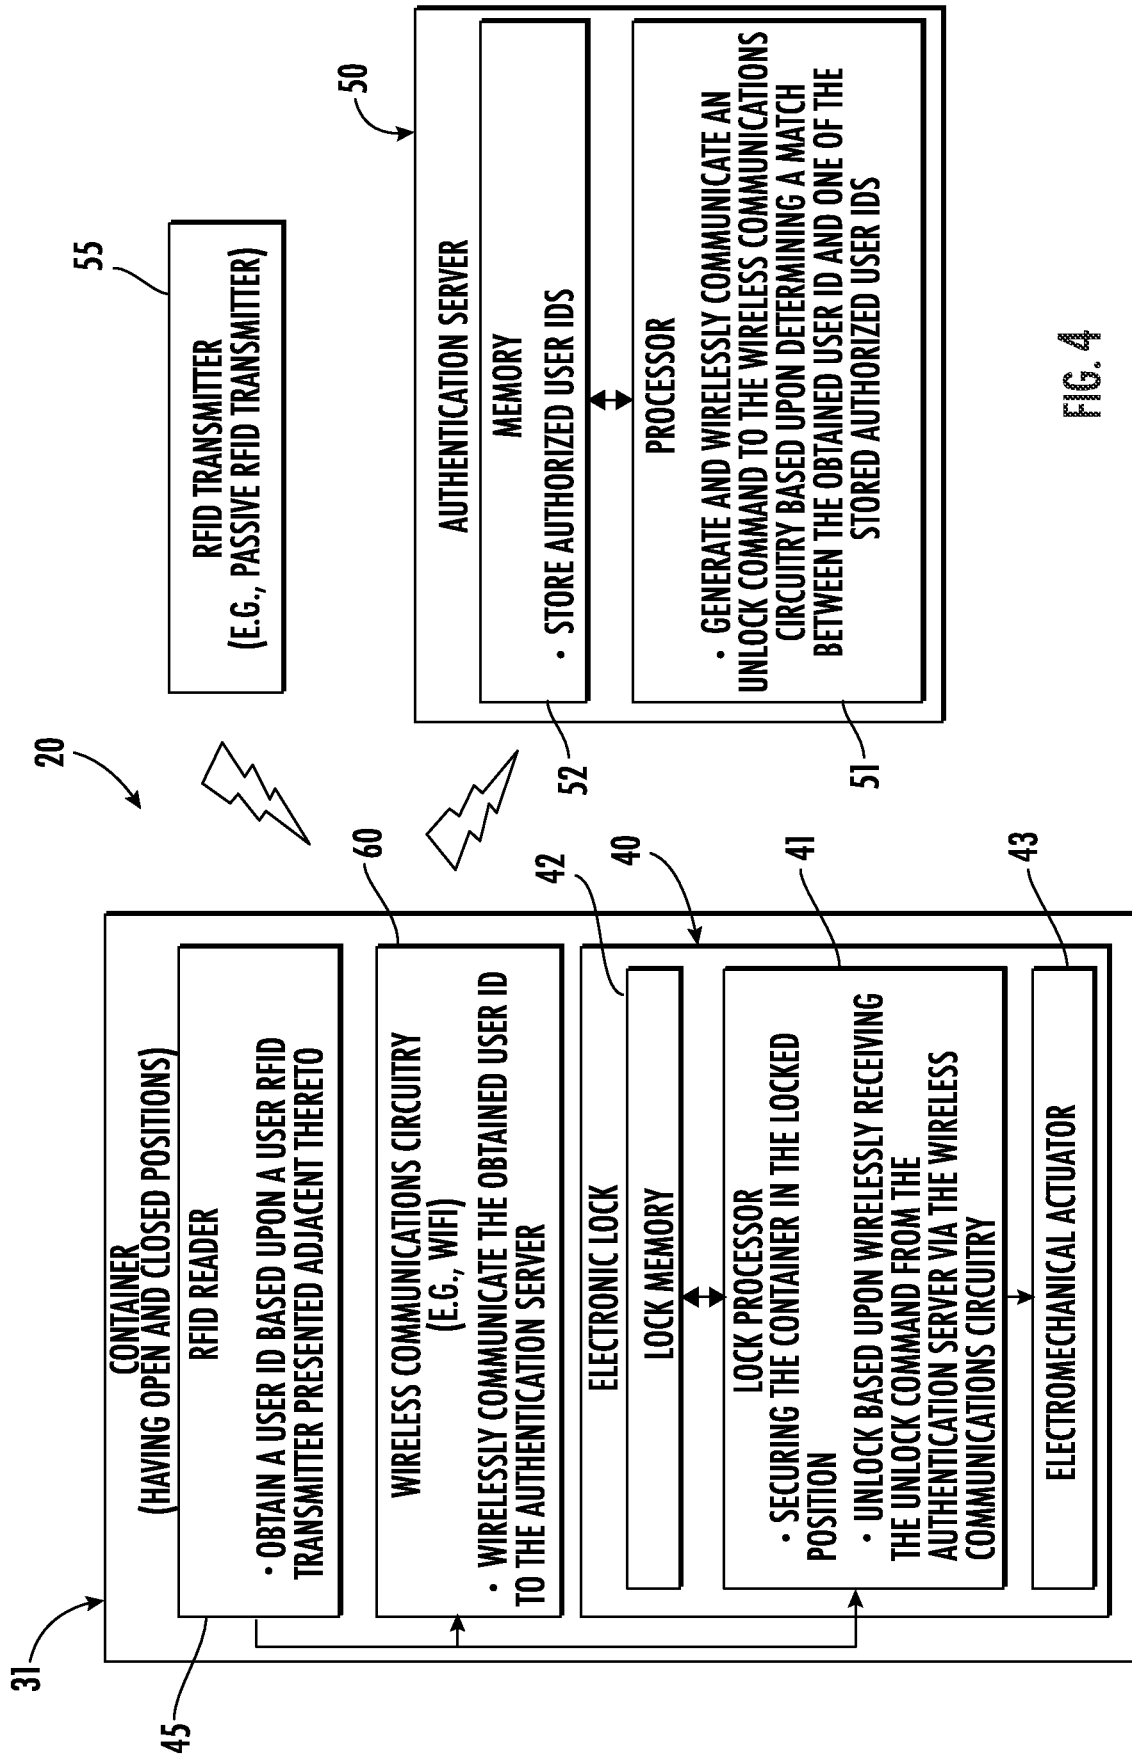 20
31
CONTAINER
(HAVING OPEN AND CLOSED POSITIONS)
45
RFID READER
• OBTAIN A USER ID BASED UPON A USER RFID
TRANSMITTER PRESENTED ADJACENT THERETO
60
WIRELESS COMMUNICATIONS CIRCUITRY
(E.G., WIFI)
• WIRELESSLY COMMUNICATE THE OBTAINED USER ID
TO THE AUTHENTICATION SERVER
40
ELECTRONIC LOCK
42
LOCK MEMORY
41
LOCK PROCESSOR
• SECURING THE CONTAINER IN THE LOCKED
POSITION
• UNLOCK BASED UPON WIRELESSLY RECEIVING
THE UNLOCK COMMAND FROM THE
AUTHENTICATION SERVER VIA THE WIRELESS
COMMUNICATIONS CIRCUITRY
43
ELECTROMECHANICAL ACTUATOR
55
RFID TRANSMITTER
(E.G., PASSIVE RFID TRANSMITTER)
50
AUTHENTICATION SERVER
52
MEMORY
• STORE AUTHORIZED USER IDS
51
PROCESSOR
• GENERATE AND WIRELESSLY COMMUNICATE AN
UNLOCK COMMAND TO THE WIRELESS COMMUNICATIONS
CIRCUITRY BASED UPON DETERMINING A MATCH
BETWEEN THE OBTAINED USER ID AND ONE OF THE
STORED AUTHORIZED USER IDS
FIG. 4